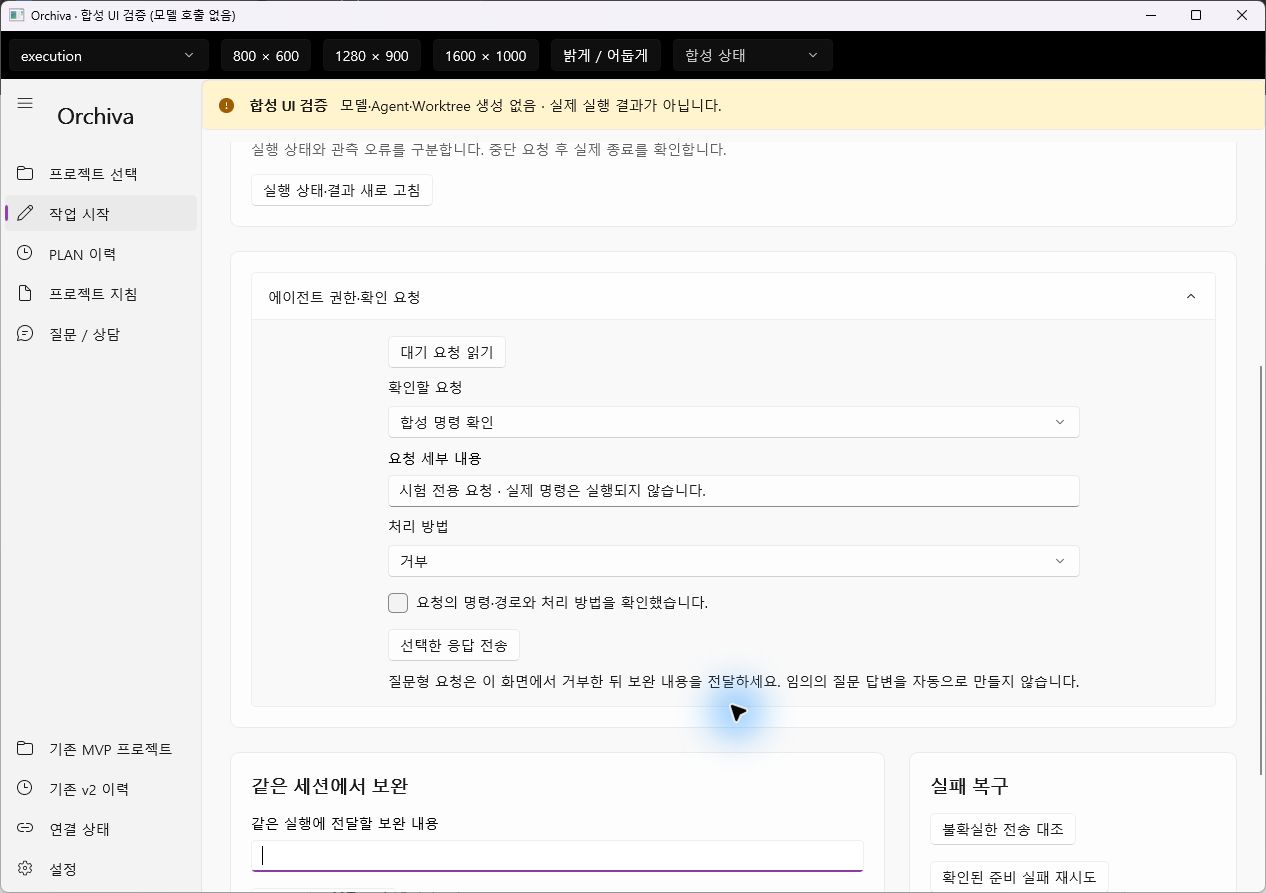 Orchiva · 합성 UI 검증 (모델 호출 없음)
execution
800 × 600
1280 × 900
1600 × 1000
밝게 / 어둡게
합성 상태
Orchiva
프로젝트 선택
작업 시작
PLAN 이력
프로젝트 지침
질문 / 상담
기존 MVP 프로젝트
기존 v2 이력
연결 상태
설정
합성 UI 검증 모델·Agent·Worktree 생성 없음 · 실제 실행 결과가 아닙니다.
실행 상태와 관측 오류를 구분합니다. 중단 요청 후 실제 종료를 확인합니다.
실행 상태·결과 새로 고침
에이전트 권한·확인 요청
대기 요청 읽기
확인할 요청
합성 명령 확인
요청 세부 내용
시험 전용 요청 · 실제 명령은 실행되지 않습니다.
처리 방법
거부
요청의 명령·경로와 처리 방법을 확인했습니다.
선택한 응답 전송
질문형 요청은 이 화면에서 거부한 뒤 보완 내용을 전달하세요. 임의의 질문 답변을 자동으로 만들지 않습니다.
같은 세션에서 보완
같은 실행에 전달할 보완 내용
실패 복구
불확실한 전송 대조
확인된 준비 실패 재시도